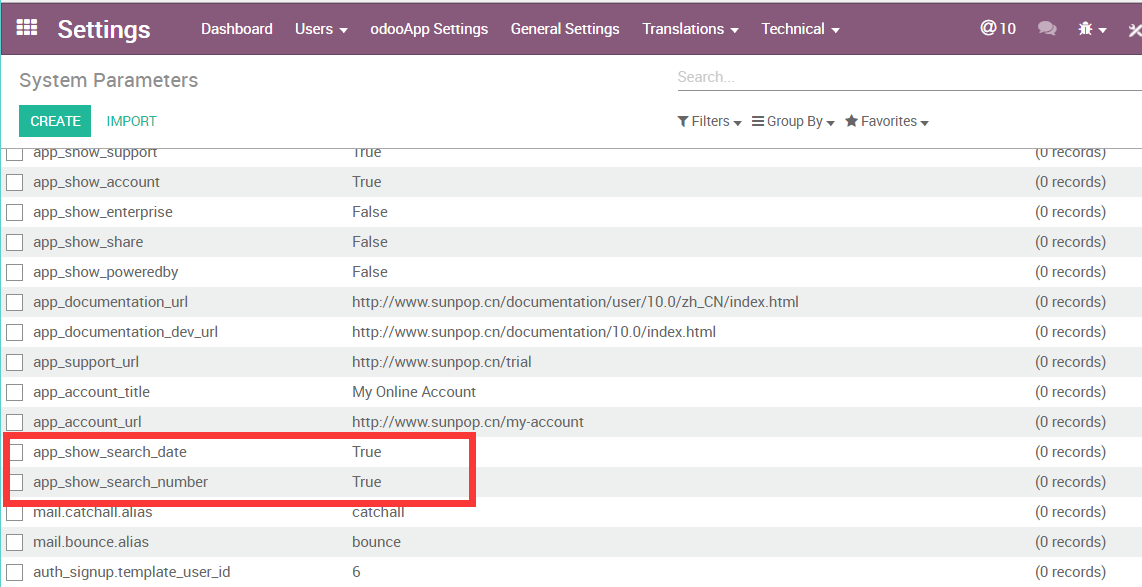 Settings Dashboard Users odooApp Settings General Settings Translations Technical @10
System Parameters Search...
CREATE IMPORT Filters Group By Favorites
app_show_support True (0 records)
app_show_account True (0 records)
app_show_enterprise False (0 records)
app_show_share False (0 records)
app_show_poweredby False (0 records)
app_documentation_url http://www.sunpop.cn/documentation/user/10.0/zh_CN/index.html (0 records)
app_documentation_dev_url http://www.sunpop.cn/documentation/10.0/index.html (0 records)
app_support_url http://www.sunpop.cn/trial (0 records)
app_account_title My Online Account (0 records)
app_account_url http://www.sunpop.cn/my-account (0 records)
app_show_search_date True (0 records)
app_show_search_number True (0 records)
mail.catchall.alias catchall (0 records)
mail.bounce.alias bounce (0 records)
auth_signup.template_user_id 6 (0 records)